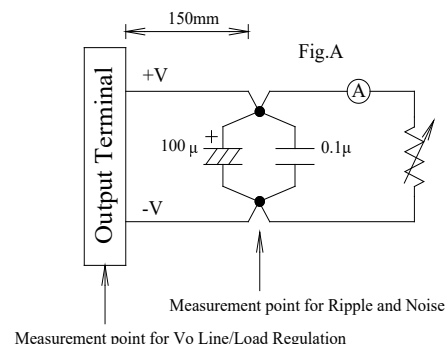 150mm
Fig.A
+V
A
Output Terminal
100 μ
+
0.1μ
-V
Measurement point for Ripple and Noise
Measurement point for Vo Line/Load Regulation